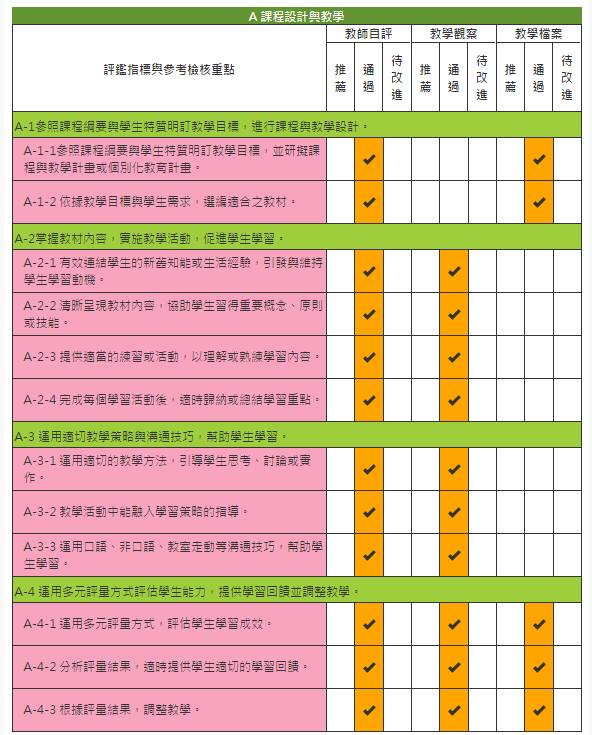 A 課程設計與教學
評鑑指標與參考檢核重點
教師自評
教學觀察
教學檔案
推薦
通過
待改進
推薦
通過
待改進
推薦
通過
待改進
A-1參照課程綱要與學生特質明訂教學目標，進行課程與教學設計。
A-1-1參照課程綱要與學生特質明訂教學目標，並研擬課
程與教學計畫或個別化教育計畫。
A-1-2 依據教學目標與學生需求，選編適合之教材。
A-2掌握教材內容，實施教學活動，促進學生學習。
A-2-1 有效連結學生的新舊知能或生活經驗，引發與維持
學生學習動機。
A-2-2 清晰呈現教材內容，協助學生習得重要概念、原則
或技能。
A-2-3 提供適當的練習或活動，以理解或熟練學習內容。
A-2-4 完成每個學習活動後，適時歸納或總結學習重點。
A-3 運用適切教學策略與溝通技巧，幫助學生學習。
A-3-1 運用適切的教學方法，引導學生思考、討論或實
作。
A-3-2 教學活動中能融入學習策略的指導。
A-3-3 運用口語、非口語、教室走動等溝通技巧，幫助學
生學習。
A-4 運用多元評量方式評估學生能力，提供學習回饋並調整教學。
A-4-1 運用多元評量方式，評估學生學習成效。
A-4-2 分析評量結果，適時提供學生適切的學習回饋。
A-4-3 根據評量結果，調整教學。